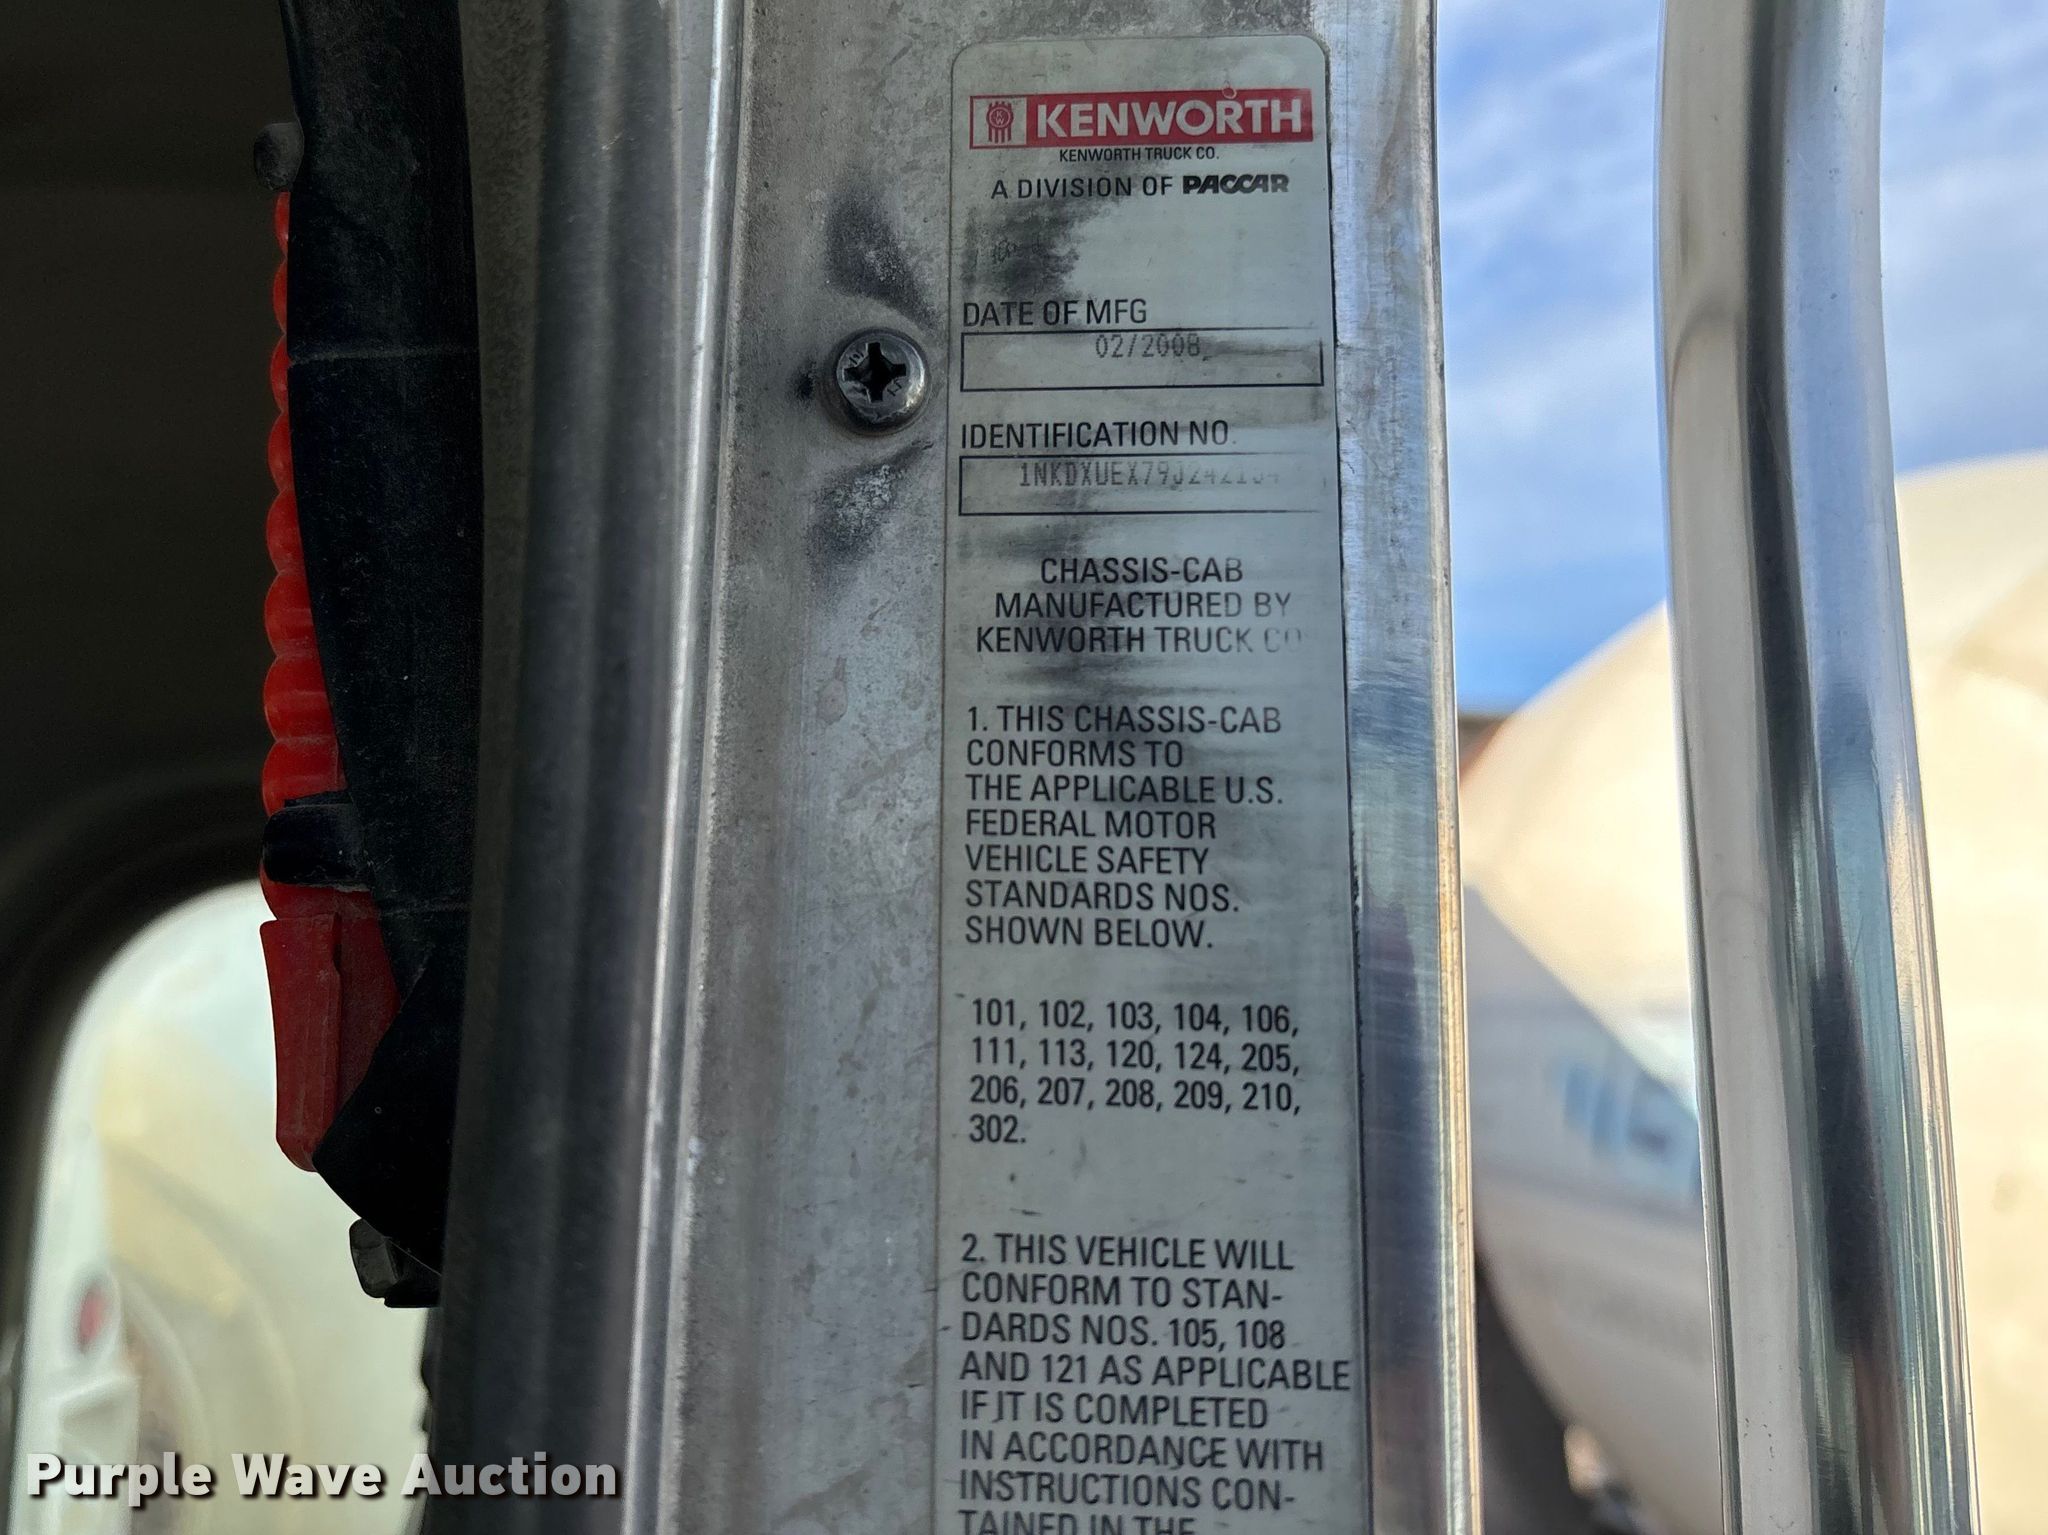 KENWORTH
KENWORTH TRUCK CO.
A DIVISION OF PACCAR
DATE OF MFG
02/2008
IDENTIFICATION NO.
CHASSIS-CAB
MANUFACTURED BY
KENWORTH TRUCK CO
1. THIS CHASSIS-CAB
CONFORMS TO
THE APPLICABLE U.S.
FEDERAL MOTOR
VEHICLE SAFETY
STANDARDS NOS.
SHOWN BELOW.
101, 102, 103, 104, 106,
111, 113, 120, 124, 205,
206, 207, 208, 209, 210,
302.
2. THIS VEHICLE WILL
CONFORM TO STAN-
DARDS NOS. 105, 108
AND 121 AS APPLICABLE
IF IT IS COMPLETED
IN ACCORDANCE WITH
INSTRUCTIONS CON-
TAINED IN THE
Purple Wave Auction